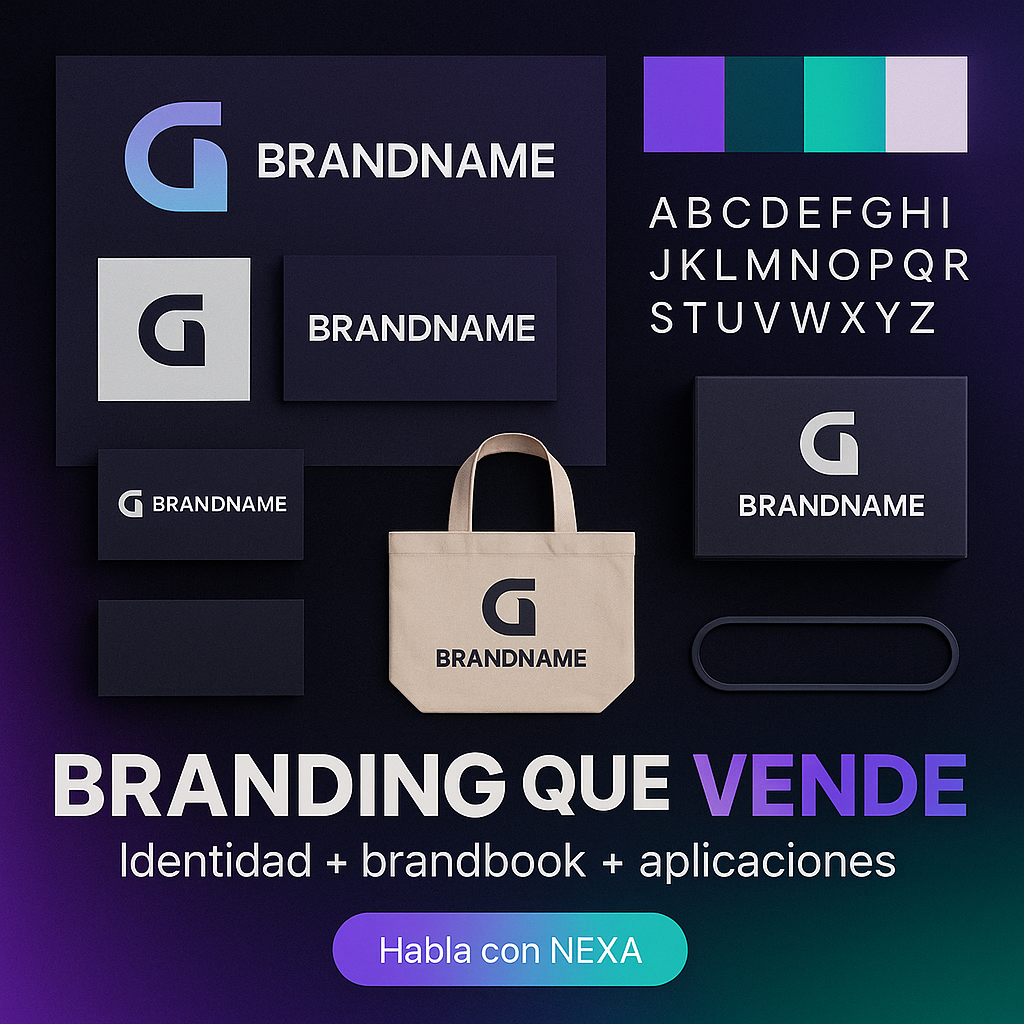 BRANDNAME
ABCDEFGHI
JKLMNOPQR
STUVWXYZ
G
BRANDNAME
G BRANDNAME
G
BRANDNAME
G
BRANDNAME
BRANDING QUE VENDE
Identidad + brandbook + aplicaciones
Habla con NEXA